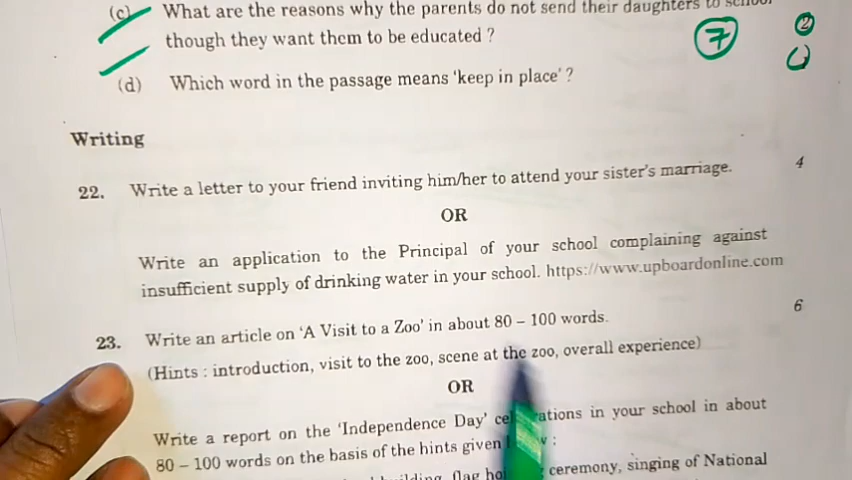 (c) What are the reasons why the parents do not send their daughters to school
though they want them to be educated ?
7
2
(d) Which word in the passage means 'keep in place' ?
Writing
22. Write a letter to your friend inviting him/her to attend your sister's marriage. 4
OR
Write an application to the Principal of your school complaining against
insufficient supply of drinking water in your school. https://www.upboardonline.com
23. Write an article on 'A Visit to a Zoo' in about 80 – 100 words. 6
(Hints : introduction, visit to the zoo, scene at the zoo, overall experience)
OR
Write a report on the 'Independence Day' celebrations in your school in about
80 – 100 words on the basis of the hints given :
flag ceremony, singing of National